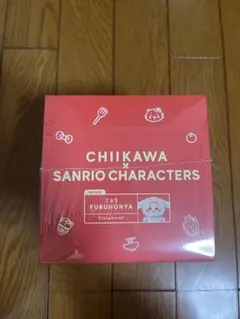 CHIIKAWA
×
SANRIO CHARACTERS
FURUHONYA